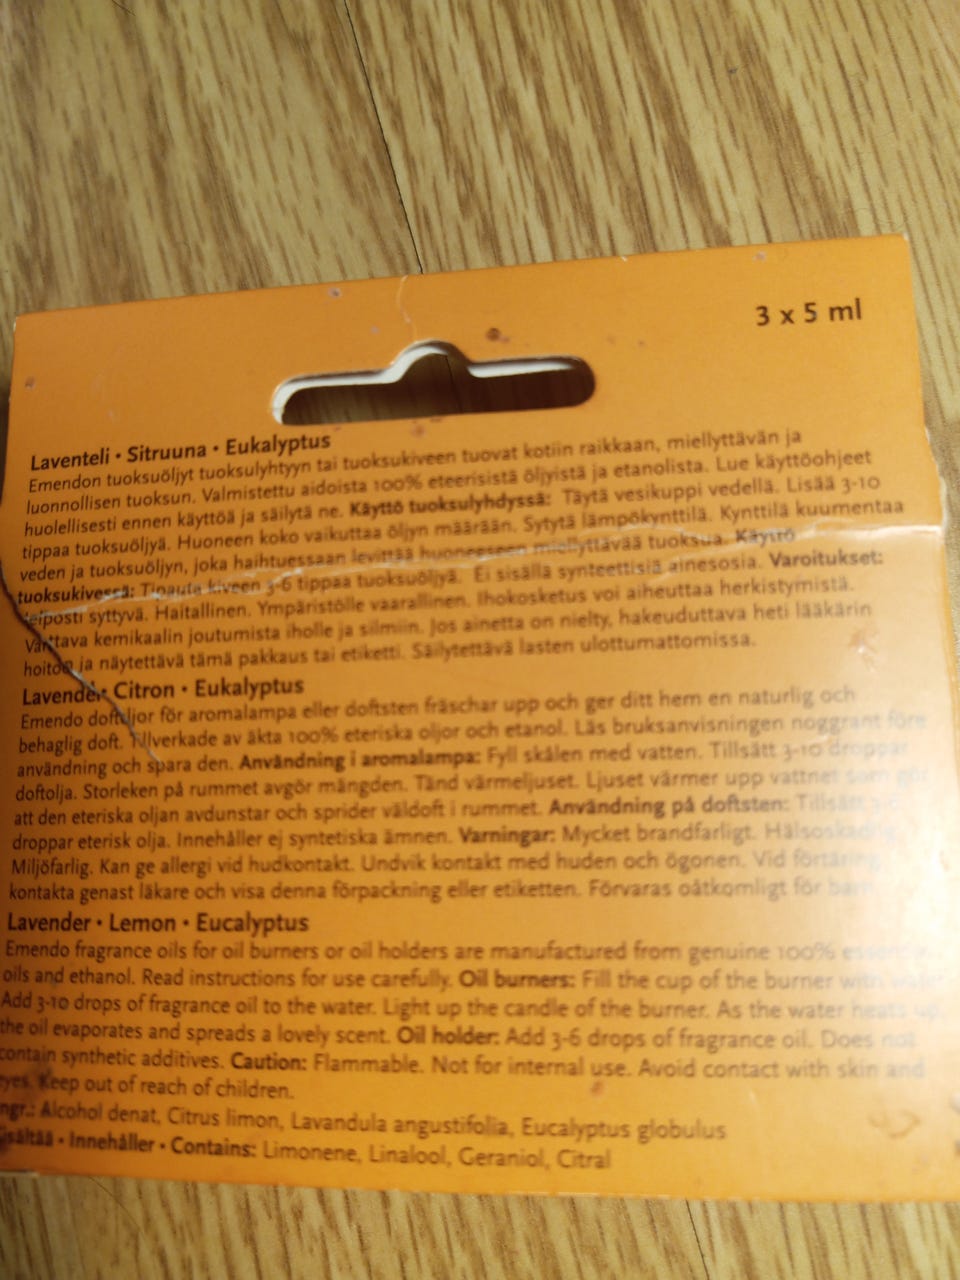 3 x 5 ml
Laventeli • Sitruuna • Eukalyptus
Emendon tuoksuöljyt tuoksulyhtyyn tai tuoksukiveen tuovat kotiin raikkaan, miellyttävän ja
luonnollisen tuoksun. Valmistettu aidoista 100% eteerisistä öljyistä ja etanolista. Lue käyttöohjeet
huolellisesti ennen käyttöä ja säilytä ne. Käyttö tuoksulyhdyssä: Täytä vesikuppi vedellä. Lisää 3-10
tippaa tuoksuöljyä. Huoneen koko vaikuttaa öljyn määrään. Sytytä lämpökynttilä. Kynttilä kuumentaa
veden ja tuoksuöljyn, joka haihtuessaan levittää huoneeseen miellyttävää tuoksua. Käyttö
tuoksukivessä: Tipauta kiveen 3-6 tippaa tuoksuöljyä. Ei sisällä synteettisiä ainesosia. Varoitukset:
syttyvä. Haitallinen. Ympäristölle vaarallinen. Ihokosketus voi aiheuttaa herkistymistä.
Varottava kemikaalin joutumista iholle ja silmiin. Jos ainetta on nielty, hakeuduttava heti lääkärin
hoitoon ja näytettävä tämä pakkaus tai etiketti. Säilytettävä lasten ulottumattomissa.
Lavender • Citron • Eukalyptus
Emendo doftoljor för aromalampa eller doftsten fräschar upp och ger ditt hem en naturlig och
behaglig doft. Tillverkade av äkta 100% eteriska oljor och etanol. Läs bruksanvisningen noggrant före
användning och spara den. Användning i aromalampa: Fyll skålen med vatten. Tillsätt 3-10 droppar
doftolja. Storleken på rummet avgör mängden. Tänd värmeljuset. Ljuset värmer upp vattnet som gör
att den eteriska oljan avdunstar och sprider väldoft i rummet. Användning på doftsten: Tillsätt 3-6
droppar eterisk olja. Innehåller ej syntetiska ämnen. Varningar: Mycket brandfarligt. Hälsoskadlig.
Miljöfarlig. Kan ge allergi vid hudkontakt. Undvik kontakt med huden och ögonen. Vid förtäring,
kontakta genast läkare och visa denna förpackning eller etiketten. Förvaras oåtkomligt för barn.
Lavender • Lemon • Eucalyptus
Emendo fragrance oils for oil burners or oil holders are manufactured from genuine 100% essential
oils and ethanol. Read instructions for use carefully. Oil burners: Fill the cup of the burner with water.
Add 3-10 drops of fragrance oil to the water. Light up the candle of the burner. As the water heats up,
the oil evaporates and spreads a lovely scent. Oil holder: Add 3-6 drops of fragrance oil. Does not
contain synthetic additives. Caution: Flammable. Not for internal use. Avoid contact with skin and
eyes. Keep out of reach of children.
Ingr.: Alcohol denat, Citrus limon, Lavandula angustifolia, Eucalyptus globulus
Sisältää • Innehåller • Contains: Limonene, Linalool, Geraniol, Citral